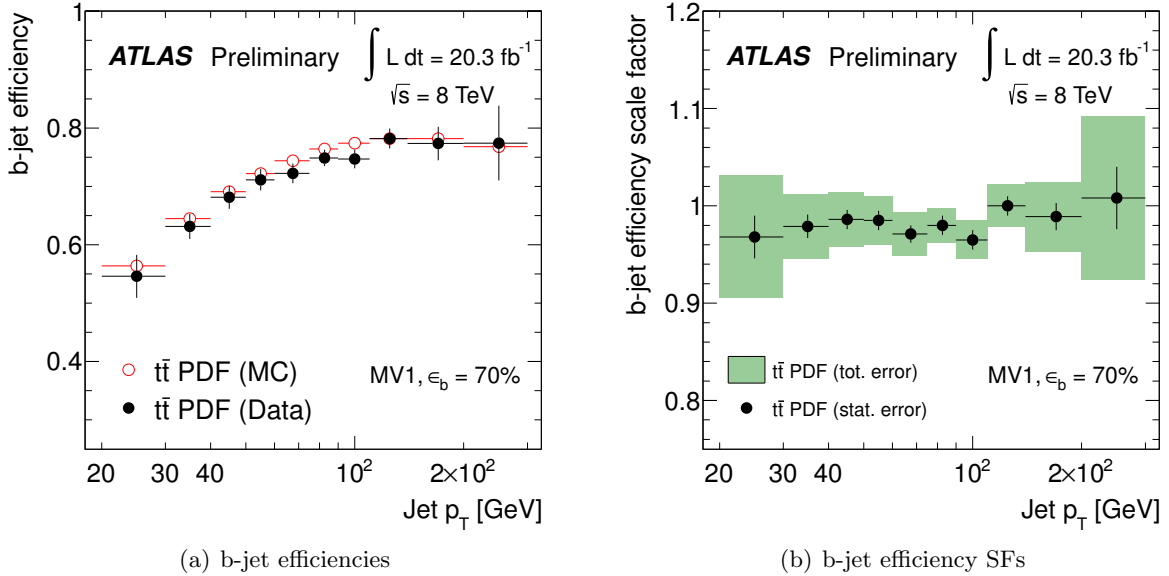 b-jet efficiency
1
0.8
0.6
0.4
ATLAS Preliminary ∫ L dt = 20.3 fb⁻¹
√s = 8 TeV
tt̄ PDF (MC)
tt̄ PDF (Data)
MV1, ϵ_b = 70%
20 30 40 10² 2×10²
Jet p_T [GeV]
(a) b-jet efficiencies
b-jet efficiency scale factor
1.2
1.1
1
0.9
0.8
ATLAS Preliminary ∫ L dt = 20.3 fb⁻¹
√s = 8 TeV
tt̄ PDF (tot. error)
tt̄ PDF (stat. error)
MV1, ϵ_b = 70%
20 30 40 10² 2×10²
Jet p_T [GeV]
(b) b-jet efficiency SFs